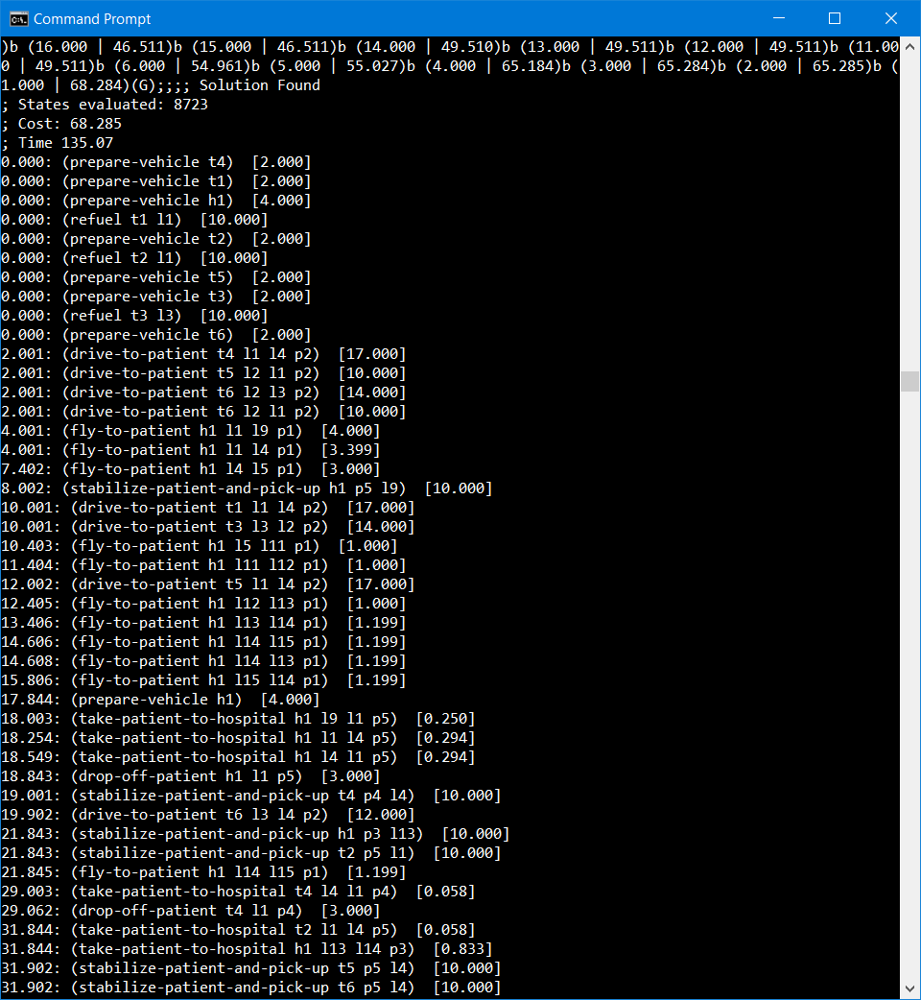 Command Prompt
)b (16.000 | 46.511)b (15.000 | 46.511)b (14.000 | 49.510)b (13.000 | 49.511)b (12.000 | 49.511)b (11.00
0 | 49.511)b (6.000 | 54.961)b (5.000 | 55.027)b (4.000 | 65.184)b (3.000 | 65.284)b (2.000 | 65.285)b (
1.000 | 68.284)(G);;;; Solution Found
; States evaluated: 8723
; Cost: 68.285
; Time 135.07
0.000: (prepare-vehicle t4)  [2.000]
0.000: (prepare-vehicle t1)  [2.000]
0.000: (prepare-vehicle h1)  [4.000]
0.000: (refuel t1 l1)  [10.000]
0.000: (prepare-vehicle t2)  [2.000]
0.000: (refuel t2 l1)  [10.000]
0.000: (prepare-vehicle t5)  [2.000]
0.000: (prepare-vehicle t3)  [2.000]
0.000: (refuel t3 l3)  [10.000]
0.000: (prepare-vehicle t6)  [2.000]
2.001: (drive-to-patient t4 l1 l4 p2)  [17.000]
2.001: (drive-to-patient t5 l2 l1 p2)  [10.000]
2.001: (drive-to-patient t6 l2 l3 p2)  [14.000]
2.001: (drive-to-patient t6 l2 l1 p2)  [10.000]
4.001: (fly-to-patient h1 l1 l9 p1)  [4.000]
4.001: (fly-to-patient h1 l1 l4 p1)  [3.399]
7.402: (fly-to-patient h1 l4 l5 p1)  [3.000]
8.002: (stabilize-patient-and-pick-up h1 p5 l9)  [10.000]
10.001: (drive-to-patient t1 l1 l4 p2)  [17.000]
10.001: (drive-to-patient t3 l3 l2 p2)  [14.000]
10.403: (fly-to-patient h1 l5 l11 p1)  [1.000]
11.404: (fly-to-patient h1 l11 l12 p1)  [1.000]
12.002: (drive-to-patient t5 l1 l4 p2)  [17.000]
12.405: (fly-to-patient h1 l12 l13 p1)  [1.000]
13.406: (fly-to-patient h1 l13 l14 p1)  [1.199]
14.606: (fly-to-patient h1 l14 l15 p1)  [1.199]
14.608: (fly-to-patient h1 l14 l13 p1)  [1.199]
15.806: (fly-to-patient h1 l15 l14 p1)  [1.199]
17.844: (prepare-vehicle h1)  [4.000]
18.003: (take-patient-to-hospital h1 l9 l1 p5)  [0.250]
18.254: (take-patient-to-hospital h1 l1 l4 p5)  [0.294]
18.549: (take-patient-to-hospital h1 l4 l1 p5)  [0.294]
18.843: (drop-off-patient h1 l1 p5)  [3.000]
19.001: (stabilize-patient-and-pick-up t4 p4 l4)  [10.000]
19.902: (drive-to-patient t6 l3 l4 p2)  [12.000]
21.843: (stabilize-patient-and-pick-up h1 p3 l13)  [10.000]
21.843: (stabilize-patient-and-pick-up t2 p5 l1)  [10.000]
21.845: (fly-to-patient h1 l14 l15 p1)  [1.199]
29.003: (take-patient-to-hospital t4 l4 l1 p4)  [0.058]
29.062: (drop-off-patient t4 l1 p4)  [3.000]
31.844: (take-patient-to-hospital t2 l1 l4 p5)  [0.058]
31.844: (take-patient-to-hospital h1 l13 l14 p3)  [0.833]
31.902: (stabilize-patient-and-pick-up t5 p5 l4)  [10.000]
31.902: (stabilize-patient-and-pick-up t6 p5 l4)  [10.000]